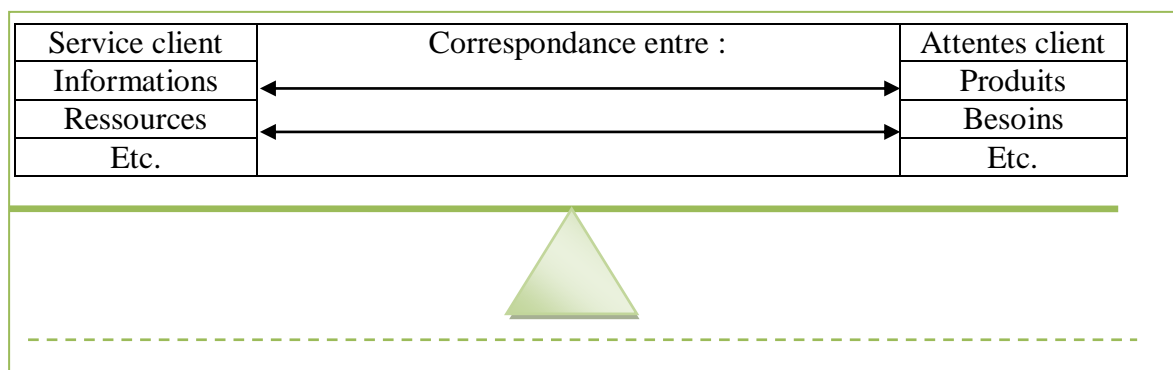 Service client Correspondance entre : Attentes client
Informations Produits
Ressources Besoins
Etc. Etc.